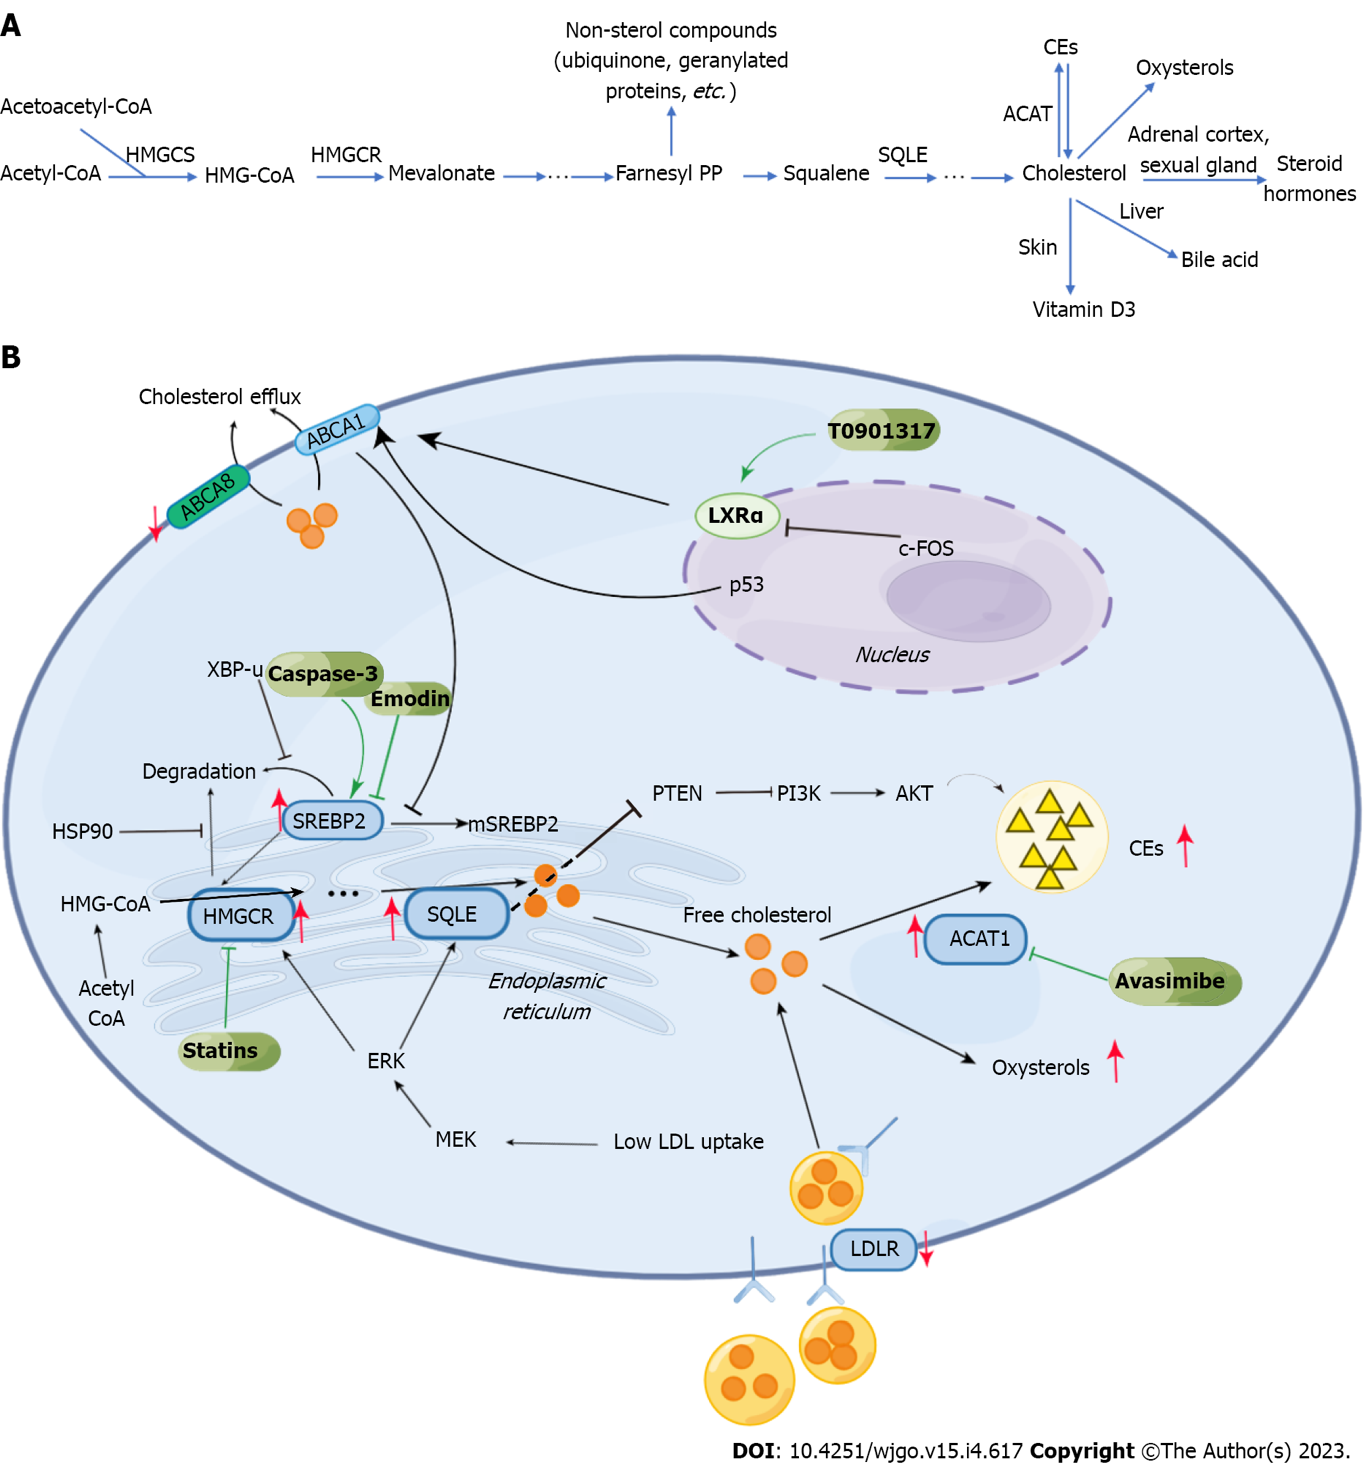 A
Non-sterol compounds
(ubiquinone, geranylated
proteins, etc.)
CEs
Oxysterols
Acetoacetyl-CoA
ACAT
Adrenal cortex,
sexual gland
HMGCS
HMGCR
SQLE
Acetyl-CoA
HMG-CoA
Mevalonate
...
Farnesyl PP
Squalene
...
Cholesterol
Steroid
hormones
Liver
Skin
Bile acid
Vitamin D3
B
Cholesterol efflux
ABCA1
T0901317
ABCA8
LXRα
c-FOS
p53
Nucleus
XBP-u
Caspase-3
Emodin
Degradation
PTEN
PI3K
AKT
HSP90
SREBP2
mSREBP2
CEs
HMG-CoA
...
HMGCR
SQLE
Free cholesterol
ACAT1
Acetyl
CoA
Endoplasmic
reticulum
Avasimibe
Statins
ERK
Oxysterols
MEK
Low LDL uptake
LDLR
DOI: 10.4251/wjgo.v15.i4.617 Copyright ©The Author(s) 2023.